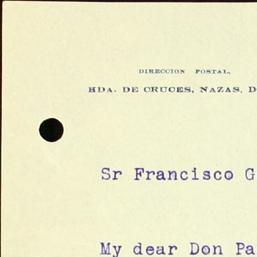 DIRECCION POSTAL,
HDA. DE CRUCES, NAZAS, D
Sr Francisco G
My dear Don Pa